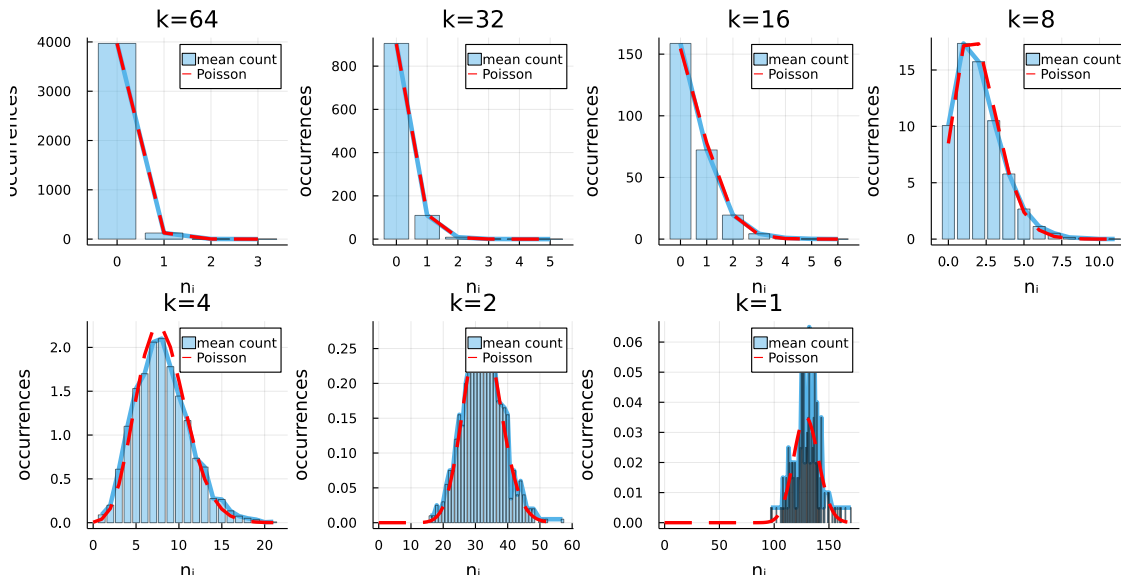 k=64
occurrences
4000
3000
2000
1000
0
0 1 2 3
nᵢ
mean count
Poisson
k=32
occurrences
800
600
400
200
0
0 1 2 3 4 5
nᵢ
mean count
Poisson
k=16
occurrences
150
100
50
0
0 1 2 3 4 5 6
nᵢ
mean count
Poisson
k=8
occurrences
15
10
5
0
0.0 2.5 5.0 7.5 10.0
nᵢ
mean count
Poisson
k=4
occurrences
2.0
1.5
1.0
0.5
0.0
0 5 10 15 20
nᵢ
mean count
Poisson
k=2
occurrences
0.25
0.20
0.15
0.10
0.05
0.00
0 10 20 30 40 50 60
nᵢ
mean count
Poisson
k=1
occurrences
0.06
0.05
0.04
0.03
0.02
0.01
0.00
0 50 100 150
nᵢ
mean count
Poisson